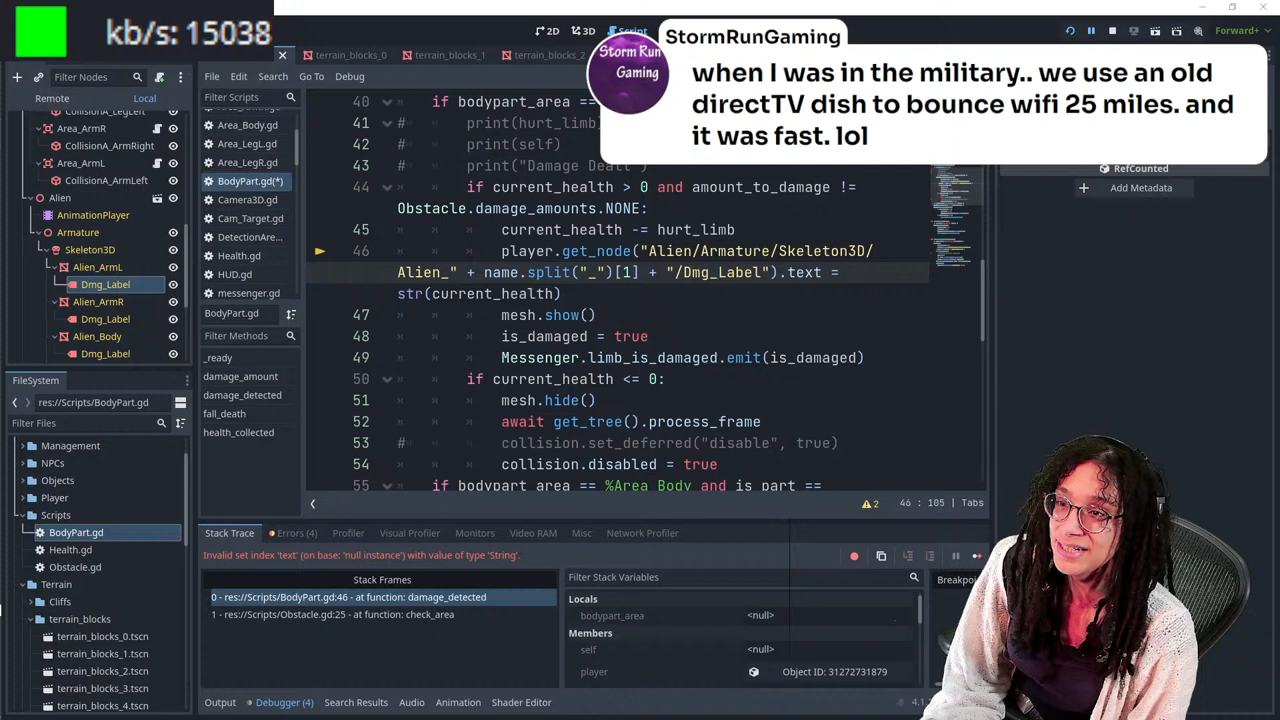 kb/s: 15038
StormRunGaming
when I was in the military.. we use an old
directTV dish to bounce wifi 25 miles. and
it was fast. lol
Storm Run
Gaming
2D
3D
Script
Forward+
terrain_blocks_0
terrain_blocks_1
terrain_blocks_2
Filter Nodes
Remote
Local
Area_ArmR
CollisionA_ArmRight
Area_ArmL
CollisionA_ArmLeft
Alien
AnimationPlayer
Armature
Skeleton3D
Alien_ArmL
Dmg_Label
Alien_ArmR
Dmg_Label
Alien_Body
Dmg_Label
FileSystem
res://Scripts/BodyPart.gd
Filter Files
Management
NPCs
Objects
Player
Scripts
BodyPart.gd
Health.gd
Obstacle.gd
Terrain
Cliffs
terrain_blocks
terrain_blocks_0.tscn
terrain_blocks_1.tscn
terrain_blocks_2.tscn
terrain_blocks_3.tscn
terrain_blocks_4.tscn
File
Edit
Search
Go To
Debug
Filter Scripts
Area_Body.gd
Area_LegL.gd
Area_LegR.gd
BodyPart.gd(*)
Camera3D.gd
Cam_Target.gd
DetectionArea...
Health.gd
HUD.gd
messenger.gd
BodyPart.gd
Filter Methods
_ready
damage_amount
damage_detected
fall_death
health_collected
40 if bodypart_area ==
41 # print(hurt_limb)
42 # print(self)
43 # print("Damage Dealt")
44 if current_health > 0 and amount_to_damage !=
Obstacle.damage_amounts.NONE:
45 current_health -= hurt_limb
46 player.get_node("Alien/Armature/Skeleton3D/
Alien_" + name.split("_")[1] + "/Dmg_Label").text =
str(current_health)
47 mesh.show()
48 is_damaged = true
49 Messenger.limb_is_damaged.emit(is_damaged)
50 if current_health <= 0:
51 mesh.hide()
52 await get_tree().process_frame
53 # collision.set_deferred("disable", true)
54 collision.disabled = true
55 if bodypart_area == %Area_Body and is_part ==
2
46 : 105 | Tabs
RefCounted
Add Metadata
Stack Trace
Errors (4)
Profiler
Visual Profiler
Monitors
Video RAM
Misc
Network Profiler
Invalid set index 'text' (on base: 'null instance') with value of type 'String'.
Stack Frames
0 - res://Scripts/BodyPart.gd:46 - at function: damage_detected
1 - res://Scripts/Obstacle.gd:25 - at function: check_area
Filter Stack Variables
Locals
bodypart_area <null>
Members
self <null>
player Object ID: 31272731879
Output
Debugger (4)
Search Results
Audio
Animation
Shader Editor